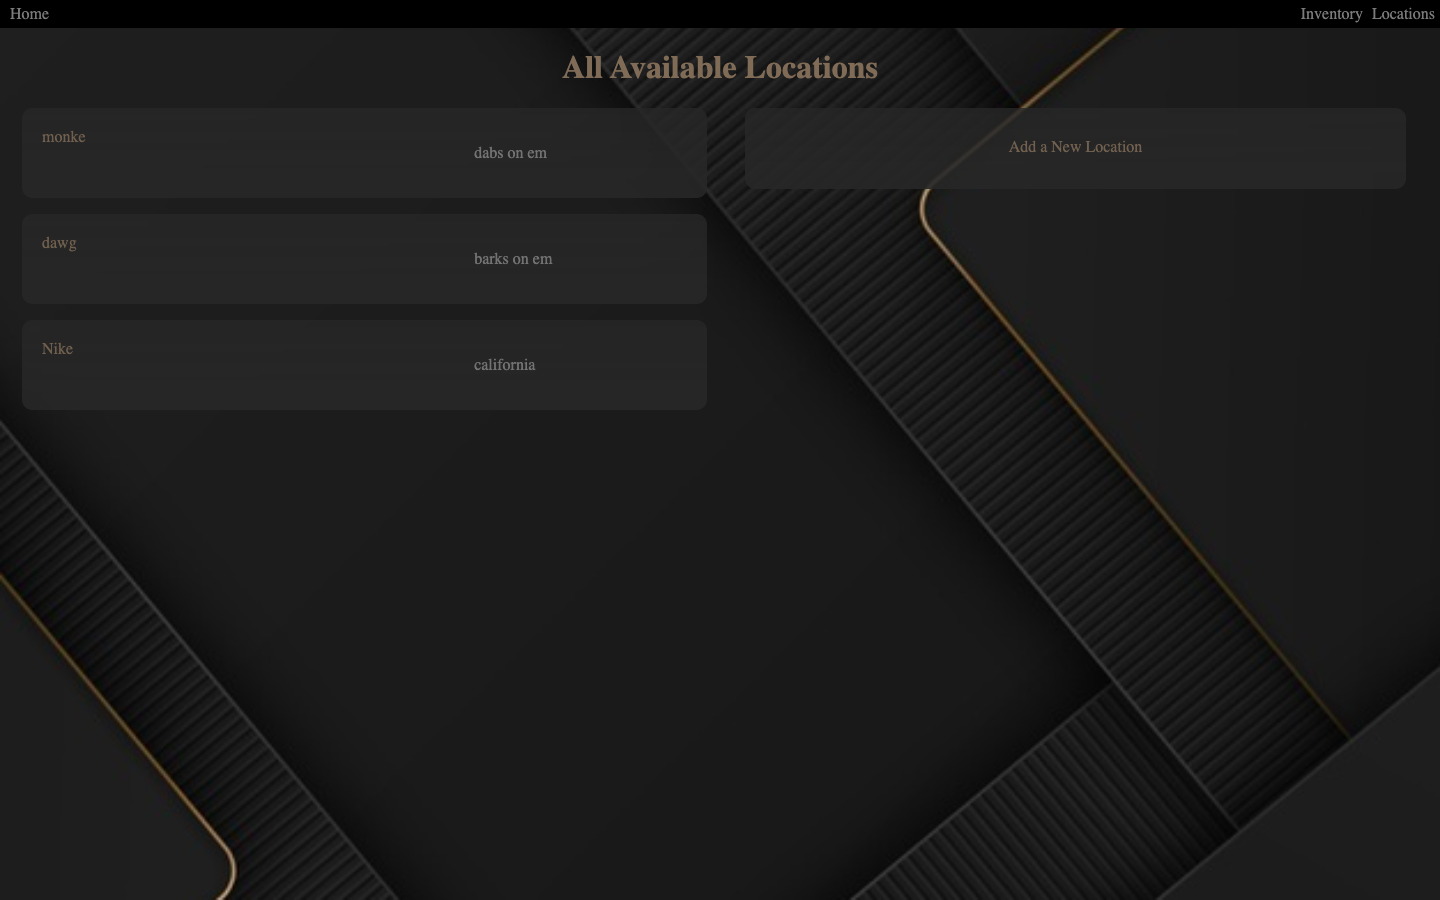 Home
Inventory Locations
All Available Locations
monke
dabs on em
Add a New Location
dawg
barks on em
Nike
california